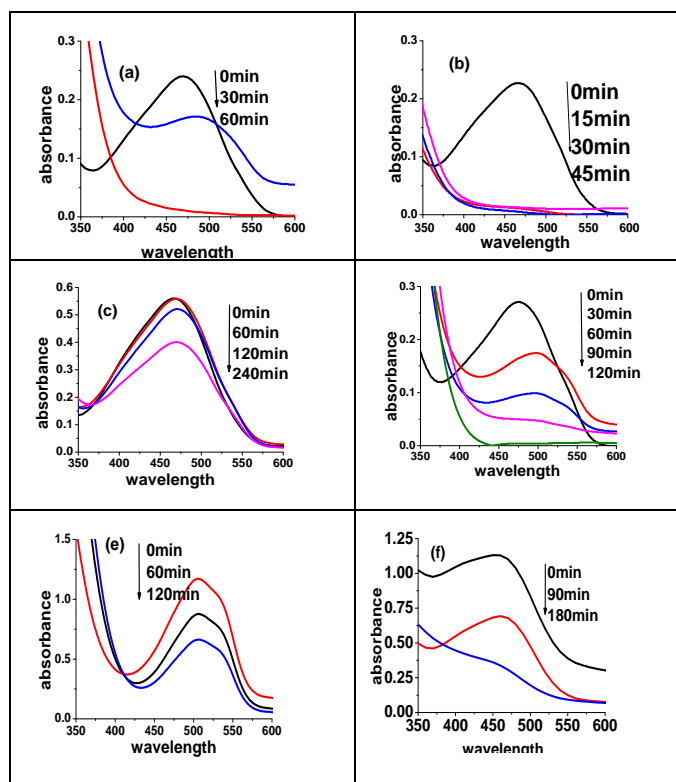 0.3
(a)
0min
30min
60min
0.2
absorbance
0.1
0.0
350 400 450 500 550 600
wavelength
0.3
(b)
0min
15min
30min
45min
0.2
absorbance
0.1
0.0
350 400 450 500 550 600
wavelength
0.6
(c)
0min
60min
120min
240min
0.5
0.4
absorbance
0.3
0.2
0.1
0.0
350 400 450 500 550 600
wavelength
0.3
0min
30min
60min
90min
120min
0.2
absorbance
0.1
0.0
350 400 450 500 550 600
wavelength
1.5
(e)
0min
60min
120min
1.0
absorbance
0.5
0.0
350 400 450 500 550 600
wavelength
1.25
(f)
0min
90min
180min
1.00
0.75
absorbance
0.50
0.25
0.00
350 400 450 500 550 600
wavelength